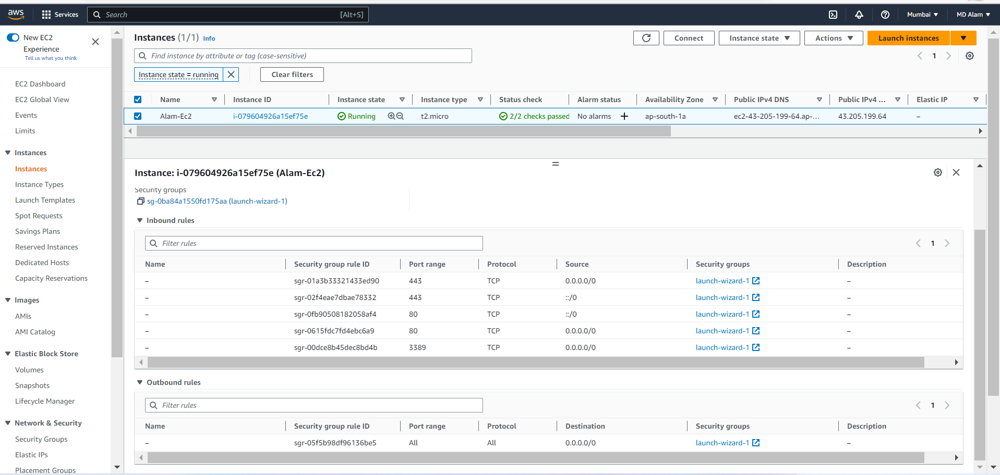 aws Services Search [Alt+S] Mumbai MD Alam
New EC2
Experience
Tell us what you think
EC2 Dashboard
EC2 Global View
Events
Limits
Instances
Instances
Instance Types
Launch Templates
Spot Requests
Savings Plans
Reserved Instances
Dedicated Hosts
Capacity Reservations
Images
AMIs
AMI Catalog
Elastic Block Store
Volumes
Snapshots
Lifecycle Manager
Network & Security
Security Groups
Elastic IPs
Placement Groups
Instances (1/1) Info Connect Instance state Actions Launch instances
Find instance by attribute or tag (case-sensitive) 1
Instance state = running Clear filters
Name Instance ID Instance state Instance type Status check Alarm status Availability Zone Public IPv4 DNS Public IPv4 ... Elastic IP
Alam-Ec2 i-079604926a15ef75e Running t2.micro 2/2 checks passed No alarms + ap-south-1a ec2-43-205-199-64.ap-... 43.205.199.64 –
Instance: i-079604926a15ef75e (Alam-Ec2)
Security groups
sg-0ba84a1550fd175aa (launch-wizard-1)
Inbound rules
Filter rules 1
Name Security group rule ID Port range Protocol Source Security groups Description
– sgr-01a3b33321433ed90 443 TCP 0.0.0.0/0 launch-wizard-1 –
– sgr-02f4eae7dbae78332 443 TCP ::/0 launch-wizard-1 –
– sgr-0fb90508182058af4 80 TCP ::/0 launch-wizard-1 –
– sgr-0615fdc7fd4ebc6a9 80 TCP 0.0.0.0/0 launch-wizard-1 –
– sgr-00dce8b45dec8bd4b 3389 TCP 0.0.0.0/0 launch-wizard-1 –
Outbound rules
Filter rules 1
Name Security group rule ID Port range Protocol Destination Security groups Description
– sgr-05f5b98df96136be5 All All 0.0.0.0/0 launch-wizard-1 –